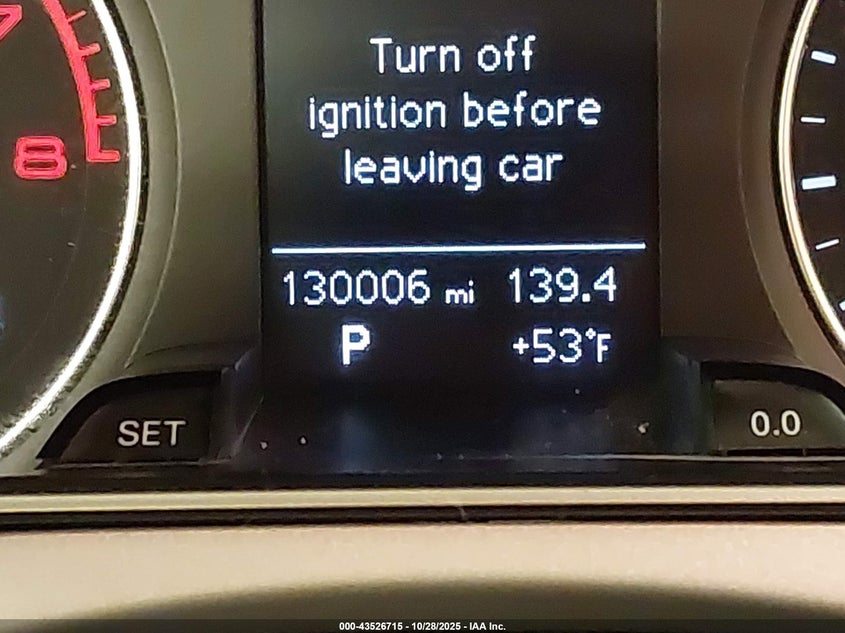 7
8
Turn off
ignition before
leaving car
130006 mi 139.4
P +53°F
SET
0.0
000-43526715 - 10/28/2025 - IAA Inc.